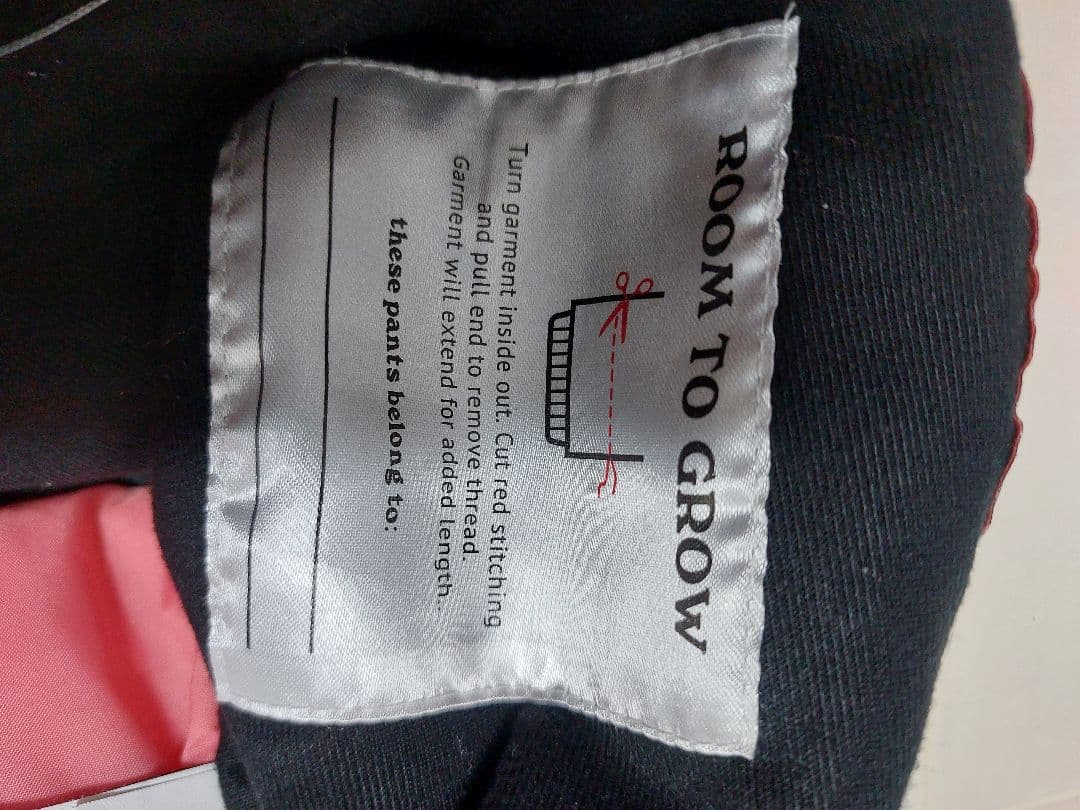 ROOM TO GROW
Turn garment inside out. Cut red stitching
and pull end to remove thread.
Garment will extend for added length.
these pants belong to: